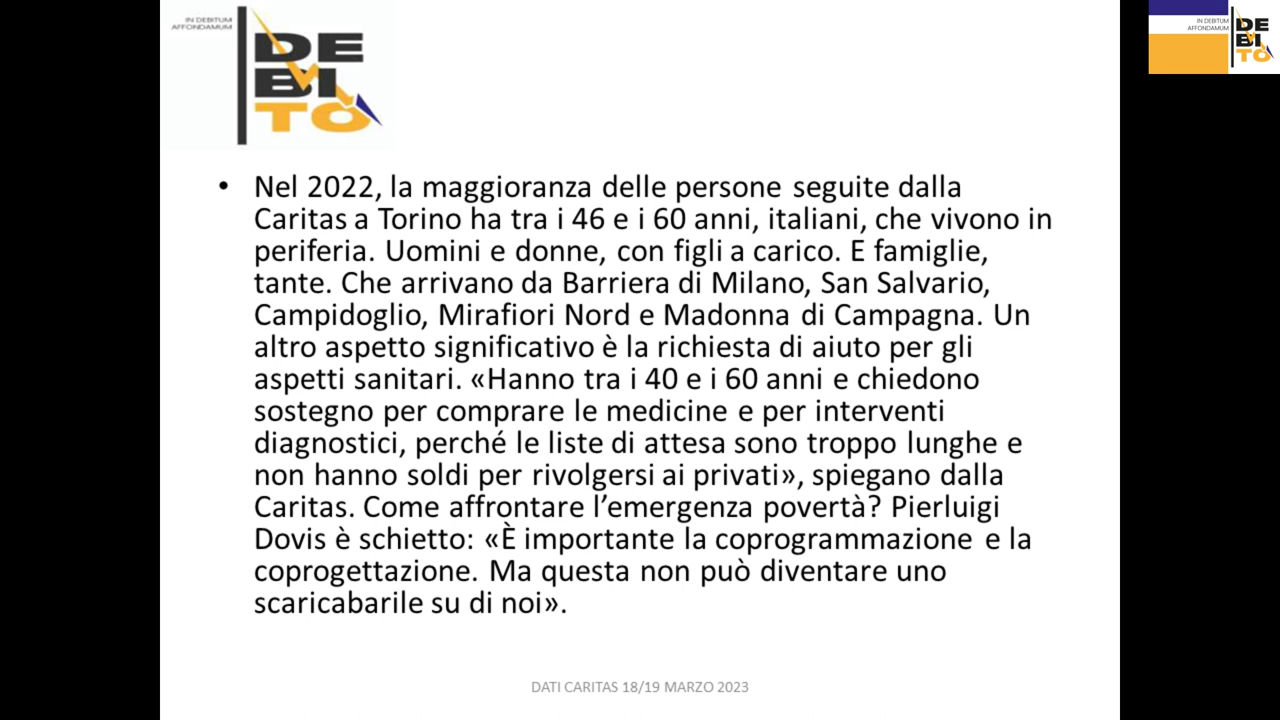 IN DEBITUM
AFFONDAMUM
DE
BI
TO
IN DEBITUM
AFFONDAMUM
DE
BI
TO
• Nel 2022, la maggioranza delle persone seguite dalla
Caritas a Torino ha tra i 46 e i 60 anni, italiani, che vivono in
periferia. Uomini e donne, con figli a carico. E famiglie,
tante. Che arrivano da Barriera di Milano, San Salvario,
Campidoglio, Mirafiori Nord e Madonna di Campagna. Un
altro aspetto significativo è la richiesta di aiuto per gli
aspetti sanitari. «Hanno tra i 40 e i 60 anni e chiedono
sostegno per comprare le medicine e per interventi
diagnostici, perché le liste di attesa sono troppo lunghe e
non hanno soldi per rivolgersi ai privati», spiegano dalla
Caritas. Come affrontare l’emergenza povertà? Pierluigi
Dovis è schietto: «È importante la coprogrammazione e la
coprogettazione. Ma questa non può diventare uno
scaricabarile su di noi».
DATI CARITAS 18/19 MARZO 2023